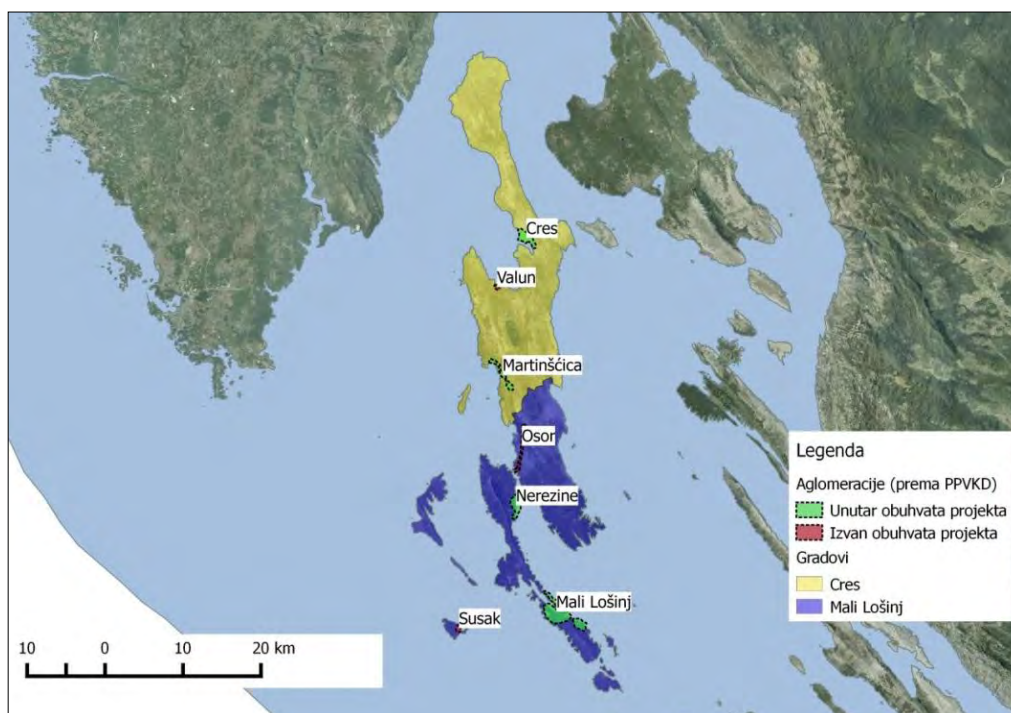 Cres
Valun
Martinšćica
Osor
Nerezine
Mali Lošinj
Susak
Legenda
Aglomeracije (prema PPVKD)
Unutar obuhvata projekta
Izvan obuhvata projekta
Gradovi
Cres
Mali Lošinj
10 0 10 20 km